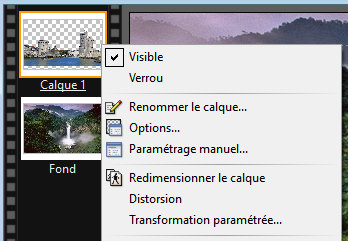 Calque 1
Fond
Visible
Verrou
Renommer le calque...
Options...
Paramétrage manuel...
Redimensionner le calque
Distorsion
Transformation paramétrée...